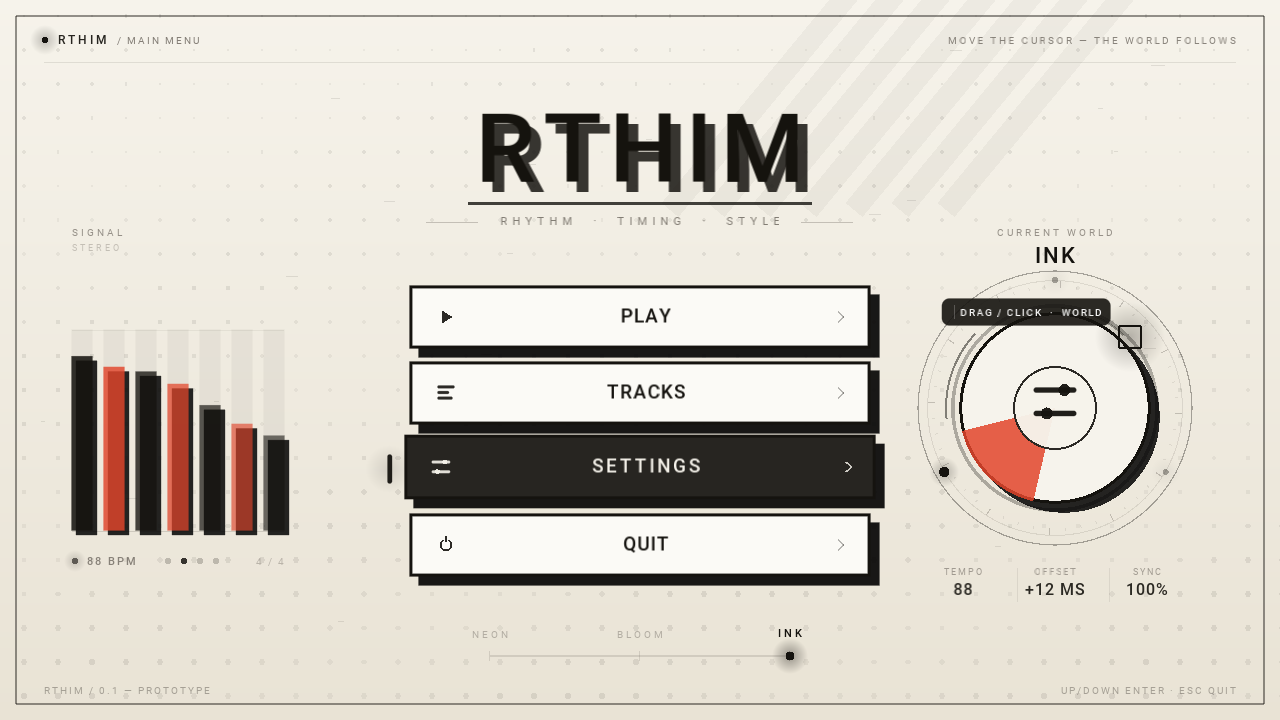 RTHIM / MAIN MENU
MOVE THE CURSOR — THE WORLD FOLLOWS
RTHIM
RHYTHM · TIMING · STYLE
SIGNAL
STEREO
CURRENT WORLD
INK
DRAG / CLICK · WORLD
PLAY
TRACKS
SETTINGS
QUIT
88 BPM
4 / 4
TEMPO
88
OFFSET
+12 MS
SYNC
100%
NEON
BLOOM
INK
RTHIM / 0.1 — PROTOTYPE
UP/DOWN ENTER · ESC QUIT